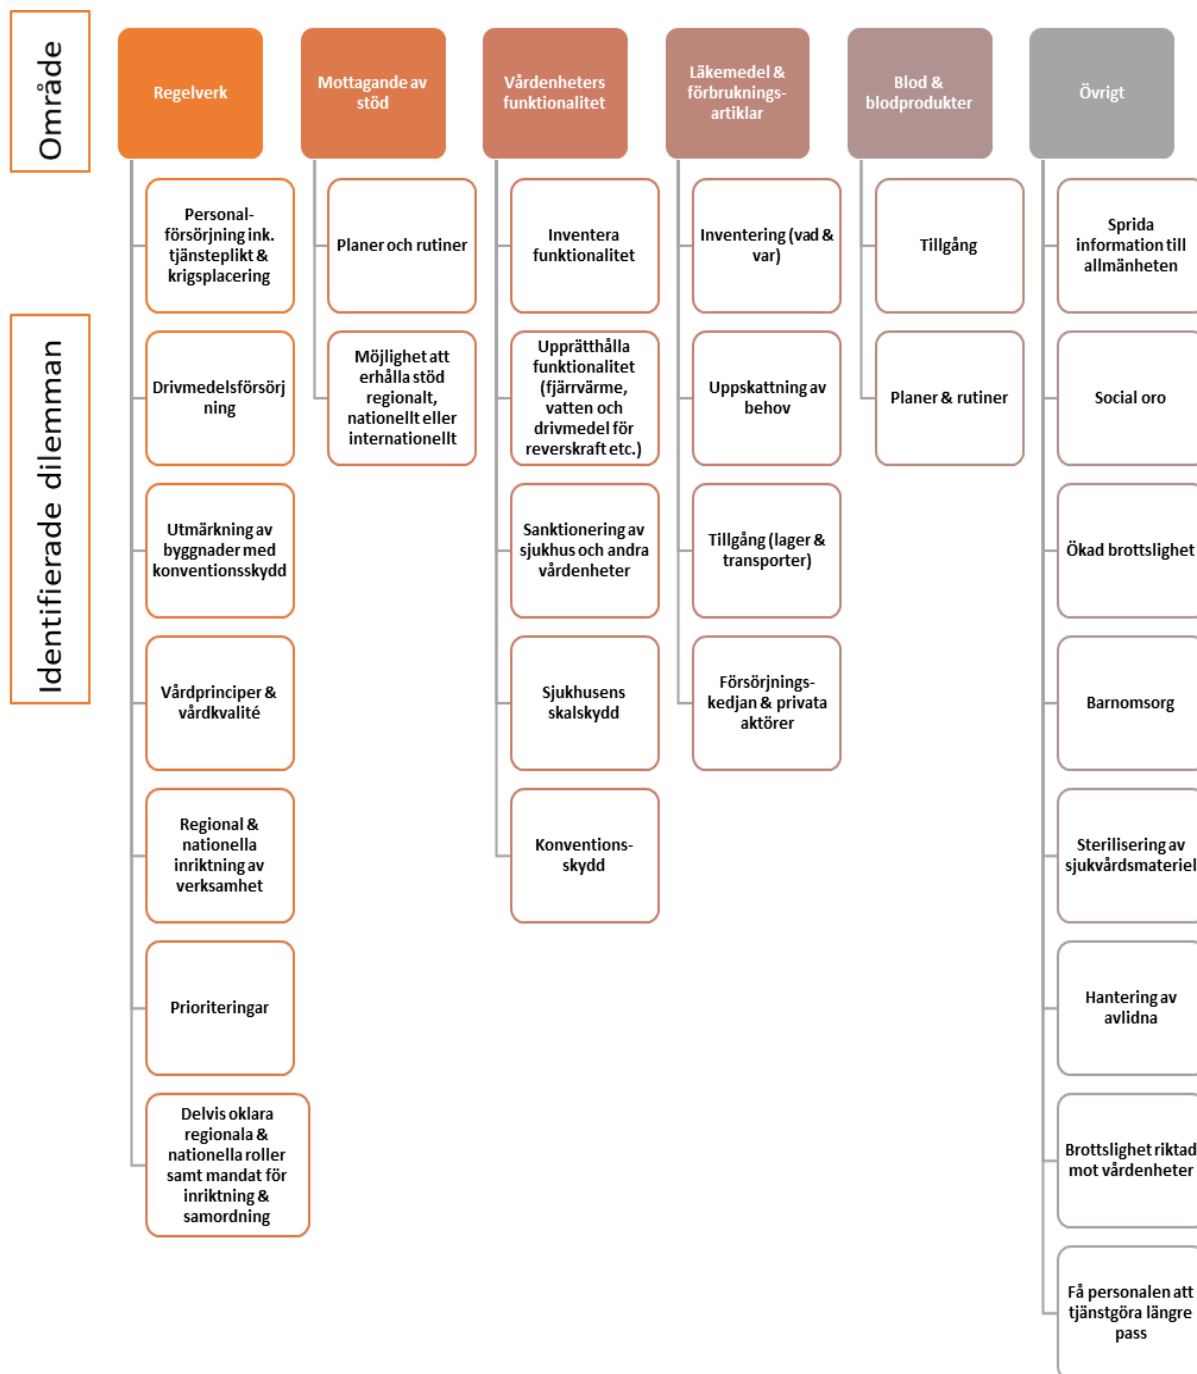 Område
Regelverk
Mottagande av
stöd
Vårdenheters
funktionalitet
Läkemedel &
förbruknings-
artiklar
Blod &
blodprodukter
Övrigt
Identifierade dilemman
Personal-
försörjning ink.
tjänsteplikt &
krigsplacering
Drivmedelsförsörj
ning
Utmärkning av
byggnader med
konventionsskydd
Vårdprinciper &
vårdkvalité
Regional &
nationella
inriktning av
verksamhet
Prioriteringar
Delvis oklara
regionala &
nationella roller
samt mandat för
inriktning &
samordning
Planer och rutiner
Möjlighet att
erhålla stöd
regionalt,
nationellt eller
internationellt
Inventera
funktionalitet
Upprätthålla
funktionalitet
(fjärrvärme,
vatten och
drivmedel för
reverskraft etc.)
Sanktionering av
sjukhus och andra
vårdenheter
Sjukhusens
skalskydd
Konventions-
skydd
Inventering (vad &
var)
Uppskattning av
behov
Tillgång (lager &
transporter)
Försörjnings-
kedjan & privata
aktörer
Tillgång
Planer & rutiner
Sprida
information till
allmänheten
Social oro
Ökad brottslighet
Barnomsorg
Sterilisering av
sjukvårdsmateriel
Hantering av
avlidna
Brottslighet riktad
mot vårdenheter
Få personalen att
tjänstgöra längre
pass